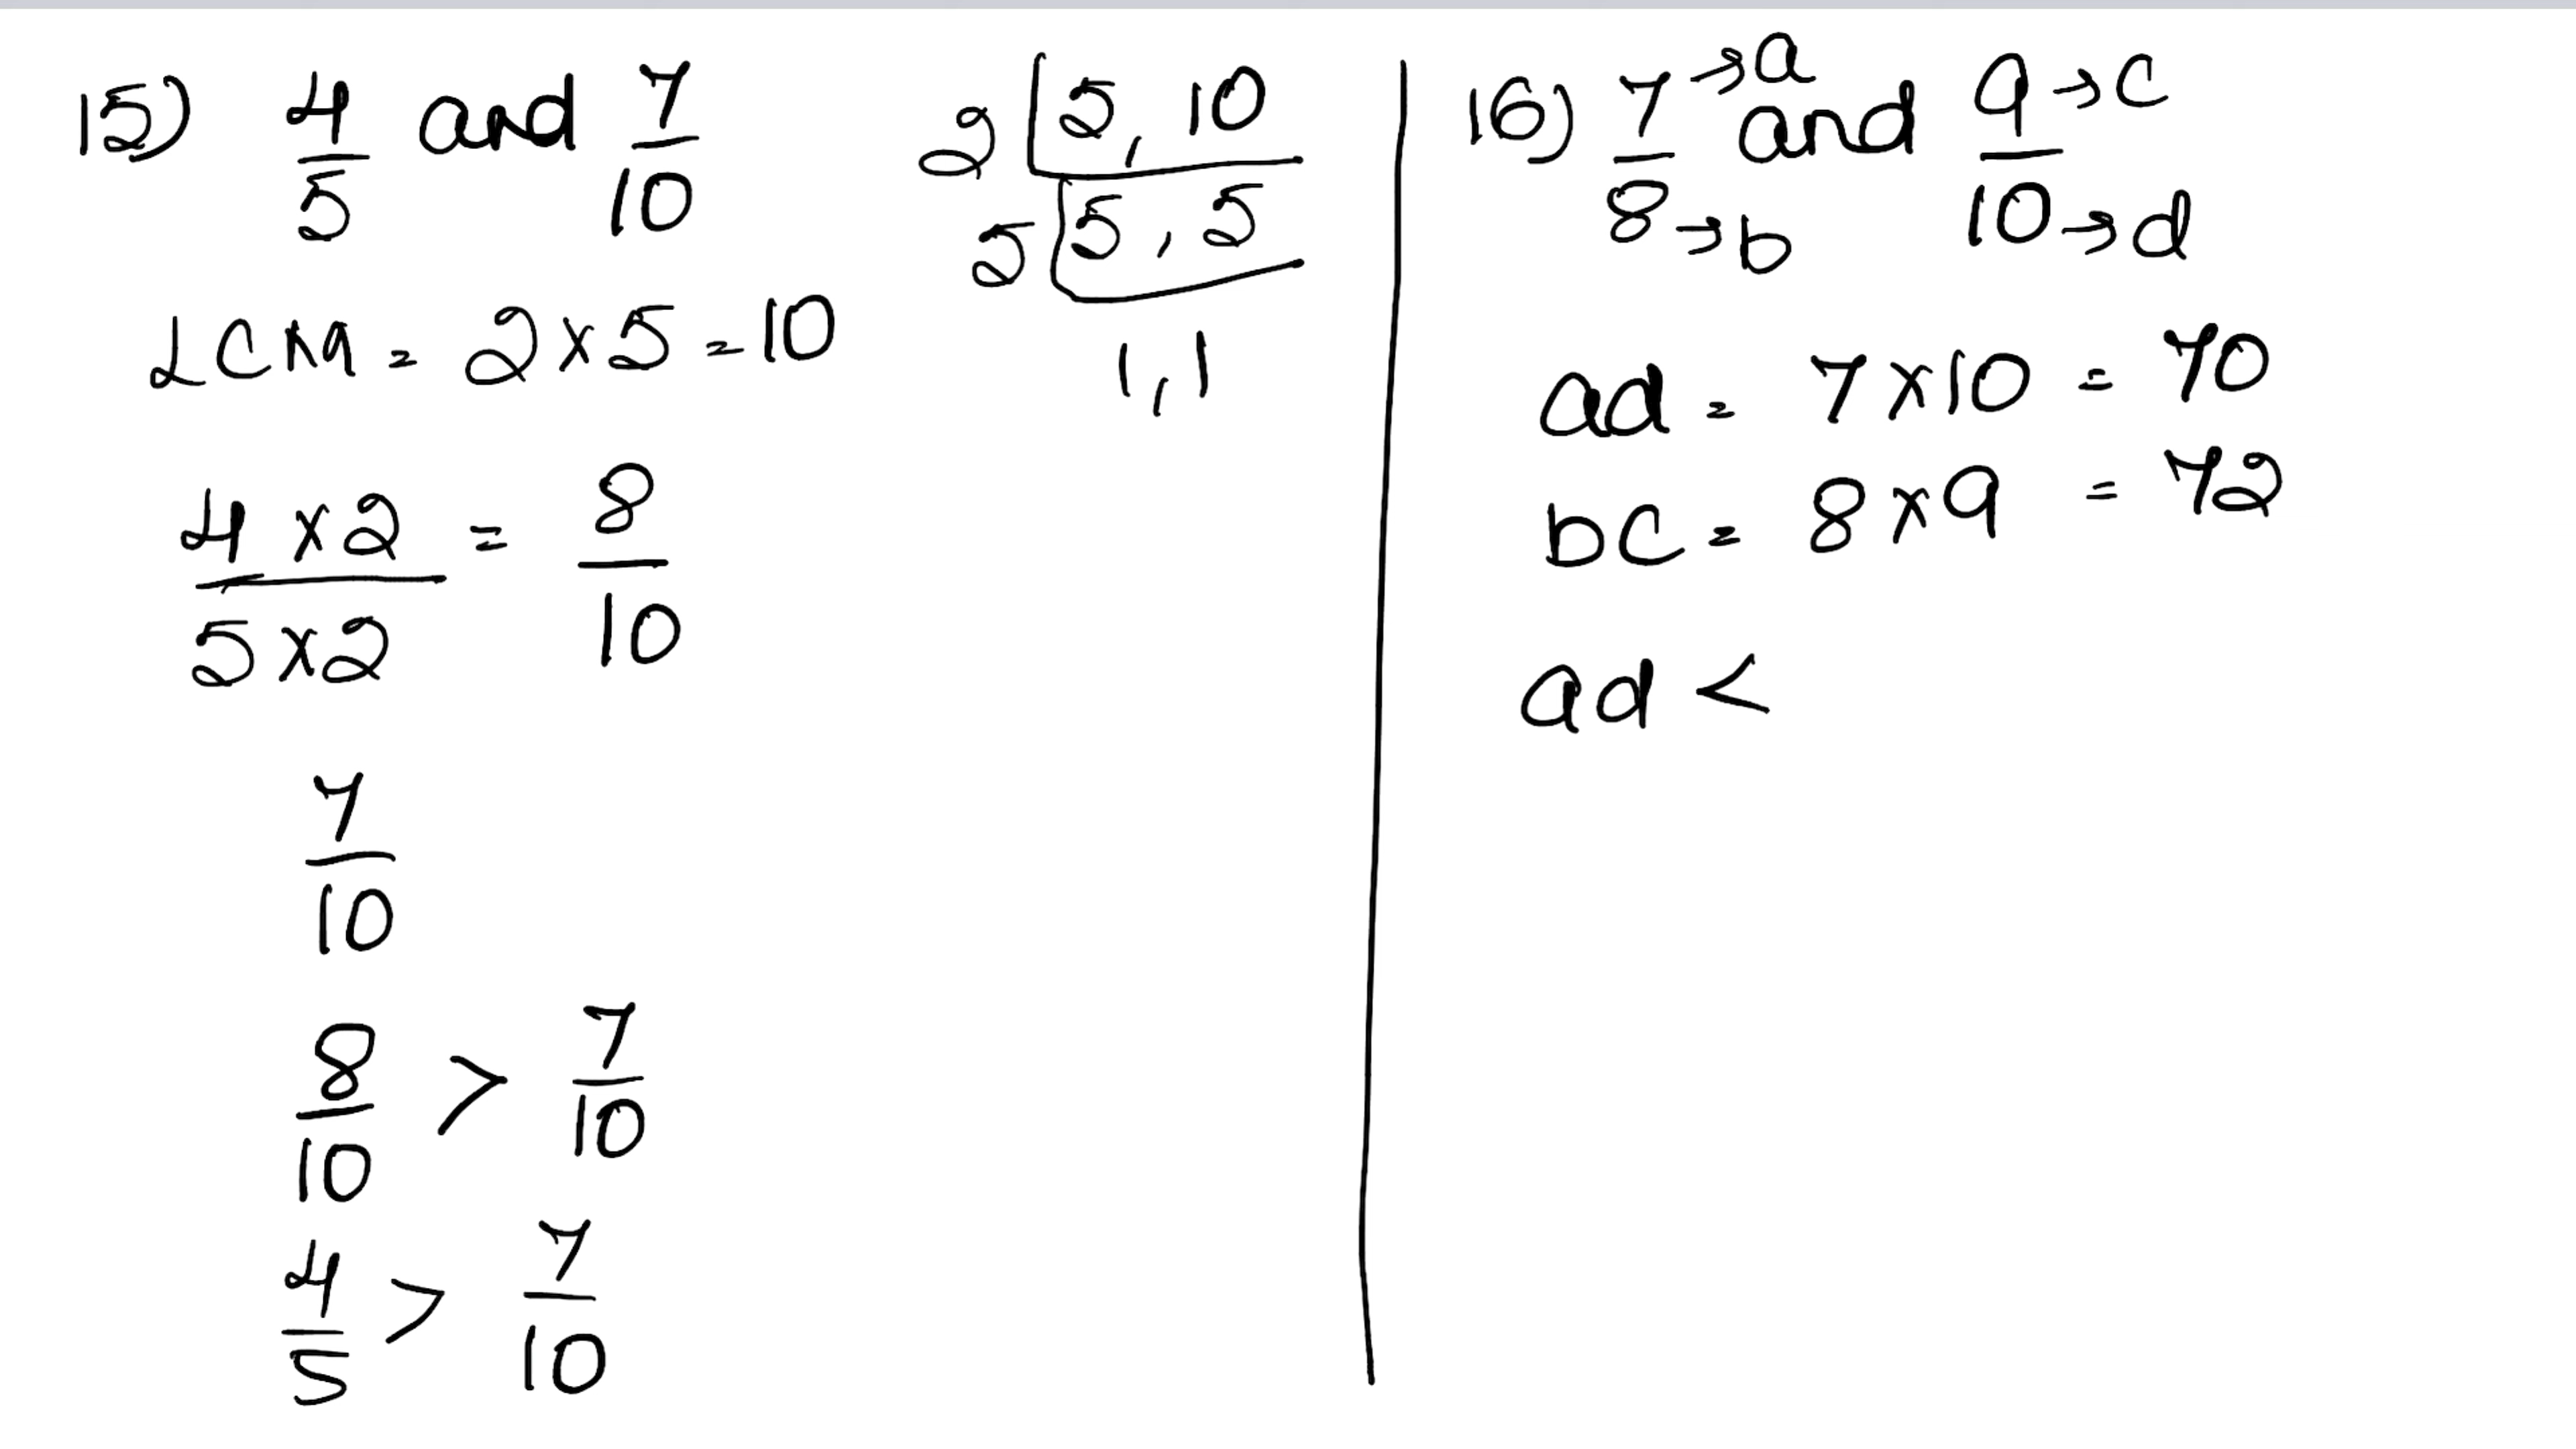 15) 4/5 and 7/10
2 | 5, 10
5 | 5, 5
1, 1
LCM = 2 × 5 = 10
4 × 2 / 5 × 2 = 8/10
7/10
8/10 > 7/10
4/5 > 7/10
16) 7→a / 8→b and 9→c / 10→d
ad = 7 × 10 = 70
bc = 8 × 9 = 72
ad <